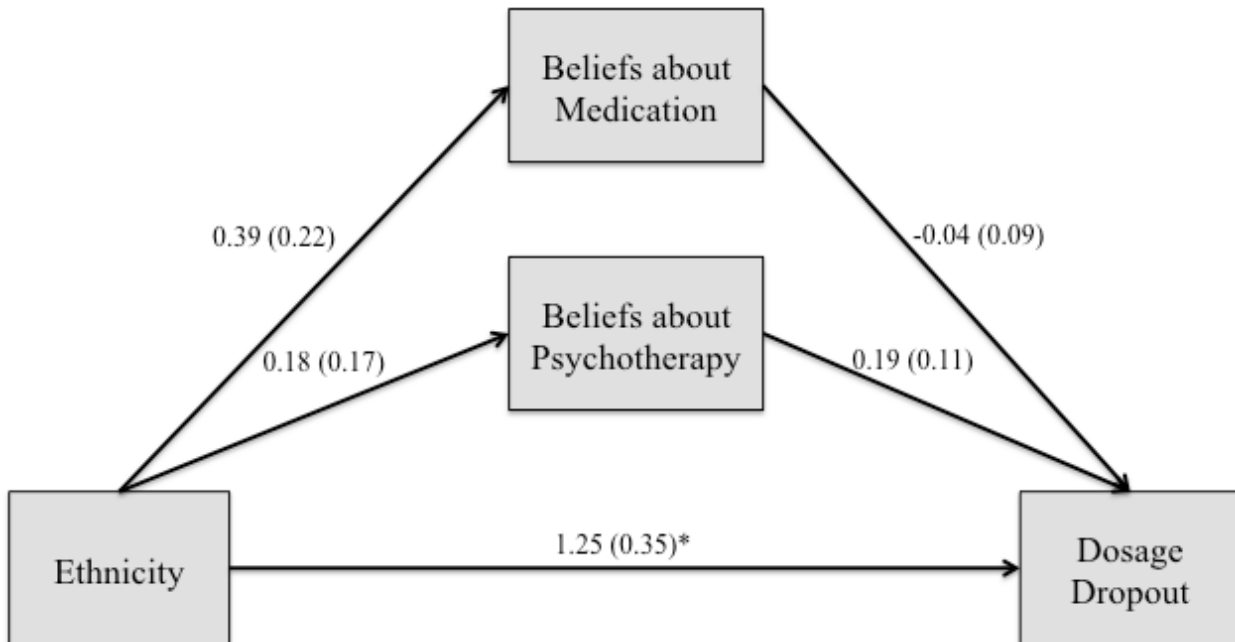 Beliefs about
Medication
0.39 (0.22)
-0.04 (0.09)
Beliefs about
Psychotherapy
0.18 (0.17)
0.19 (0.11)
Ethnicity
1.25 (0.35)*
Dosage
Dropout